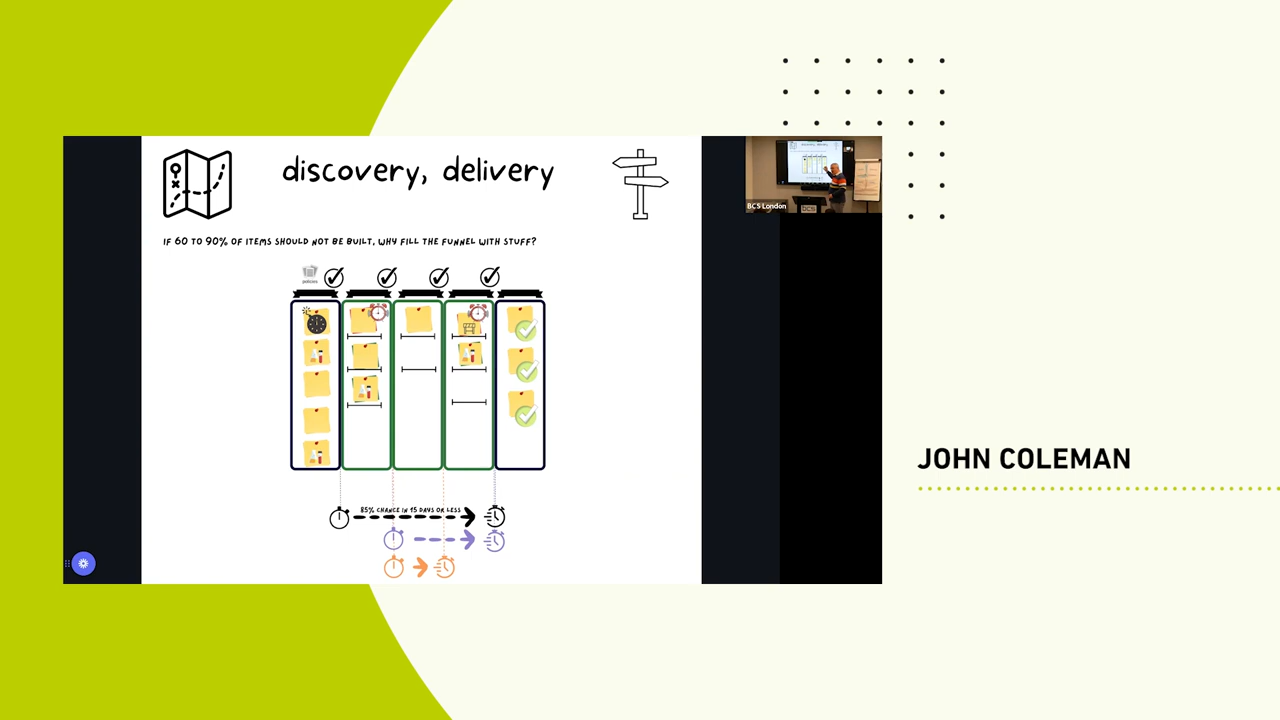 discovery, delivery
IF 60 TO 90% OF ITEMS SHOULD NOT BE BUILT, WHY FILL THE FUNNEL WITH STUFF?
policies
85% CHANCE IN 15 DAYS OR LESS
BCS London
JOHN COLEMAN